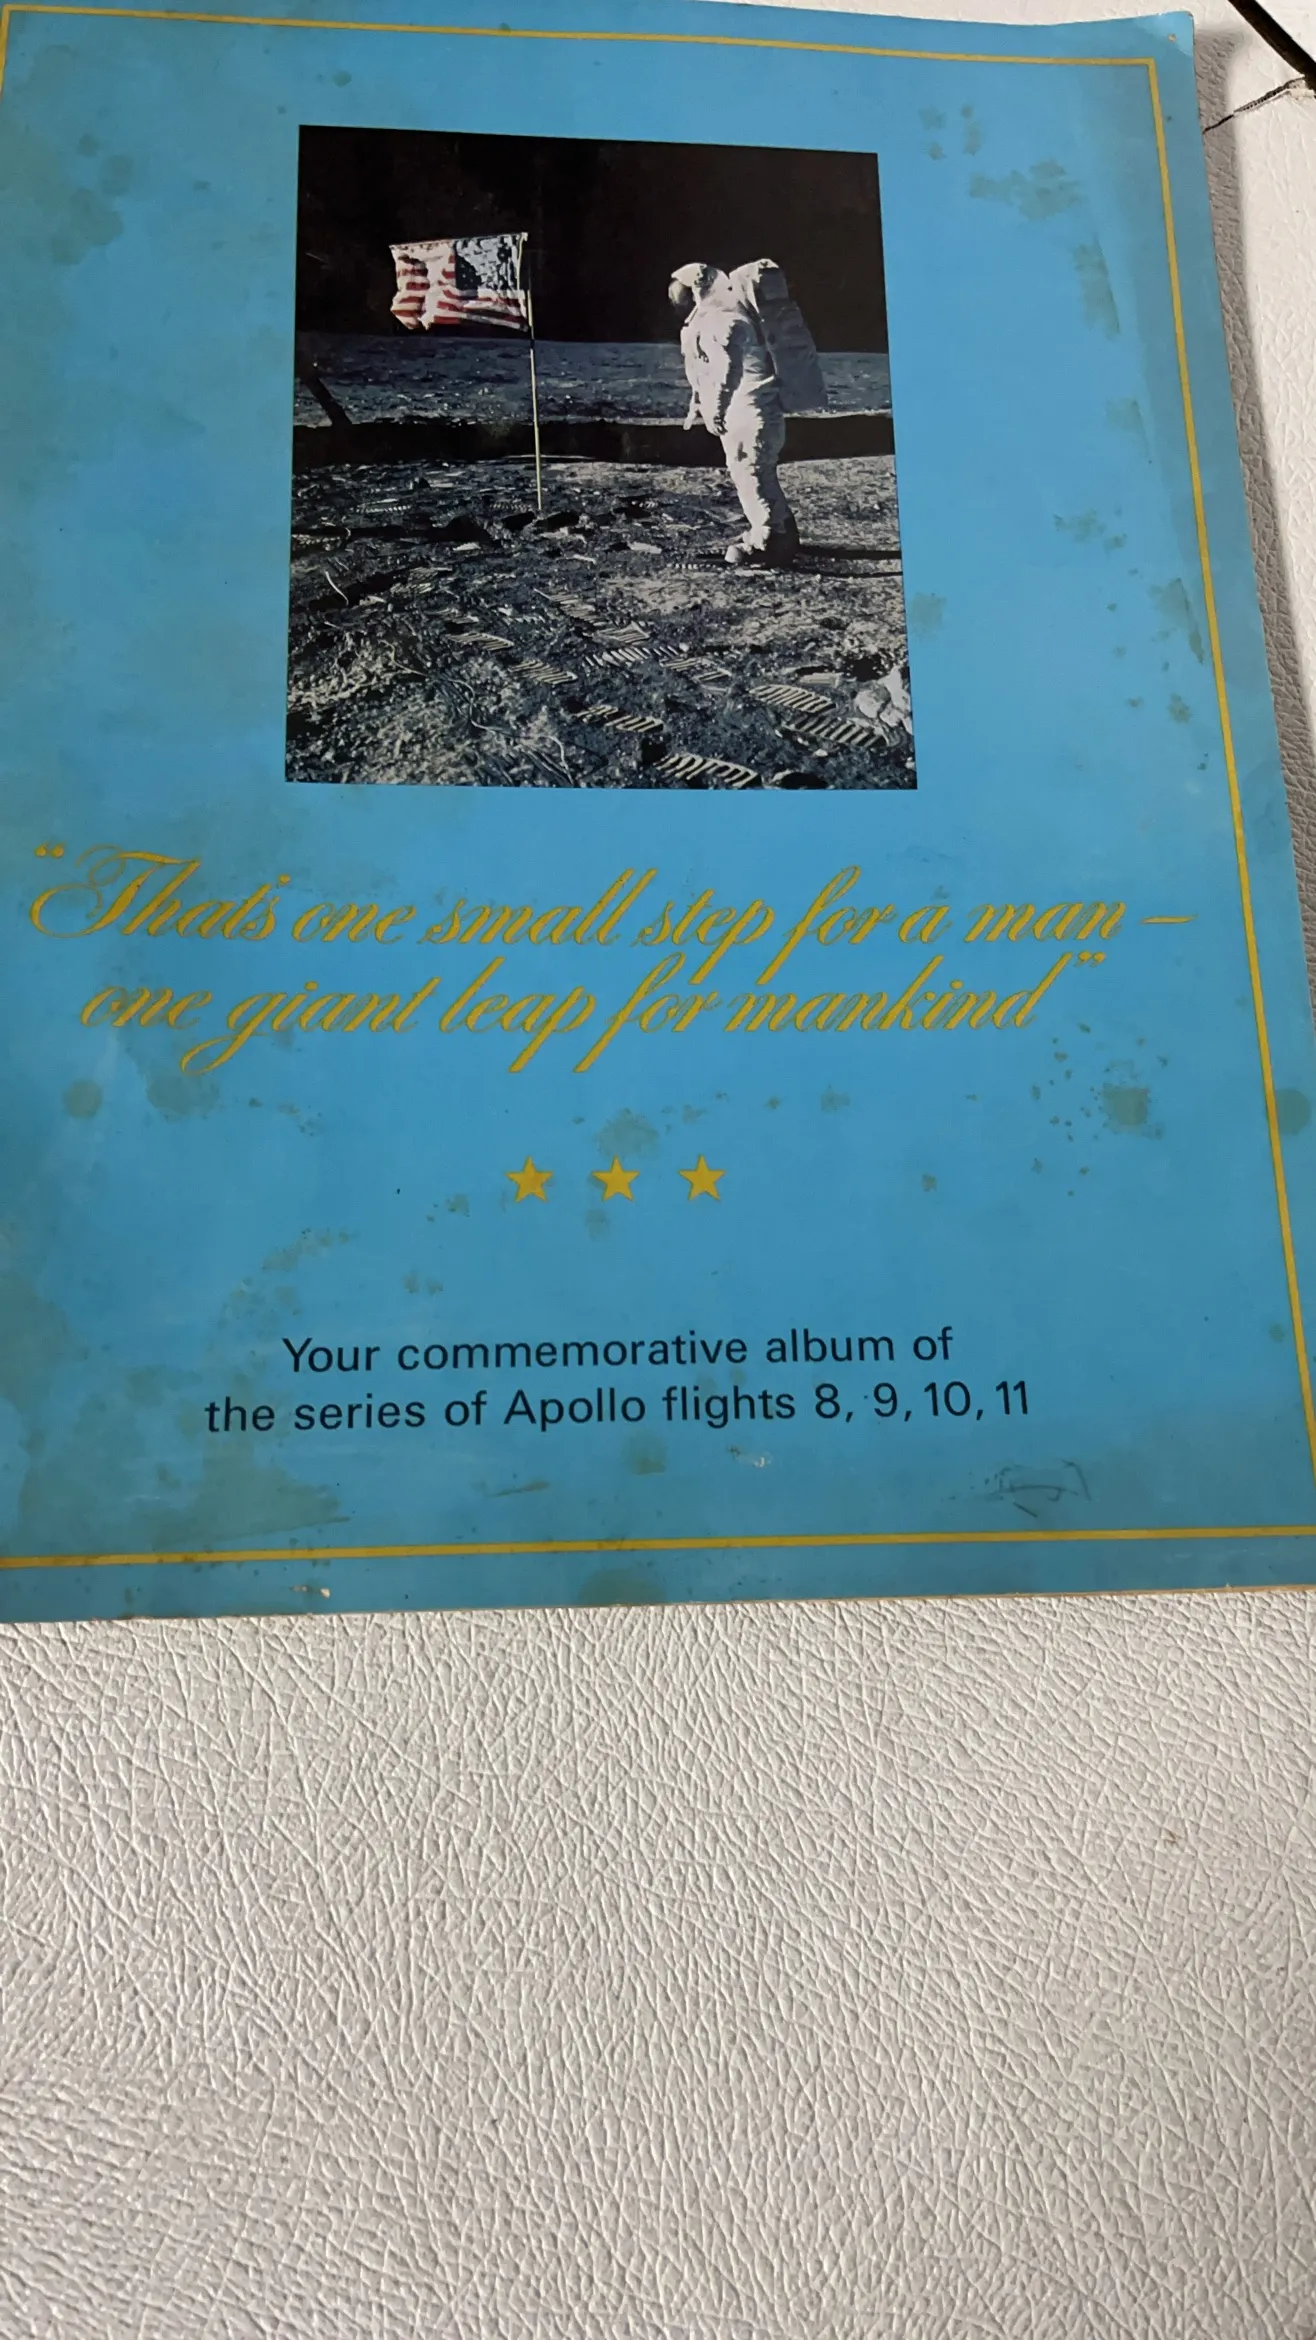 "That's one small step for a man —
one giant leap for mankind"
Your commemorative album of
the series of Apollo flights 8, 9, 10, 11